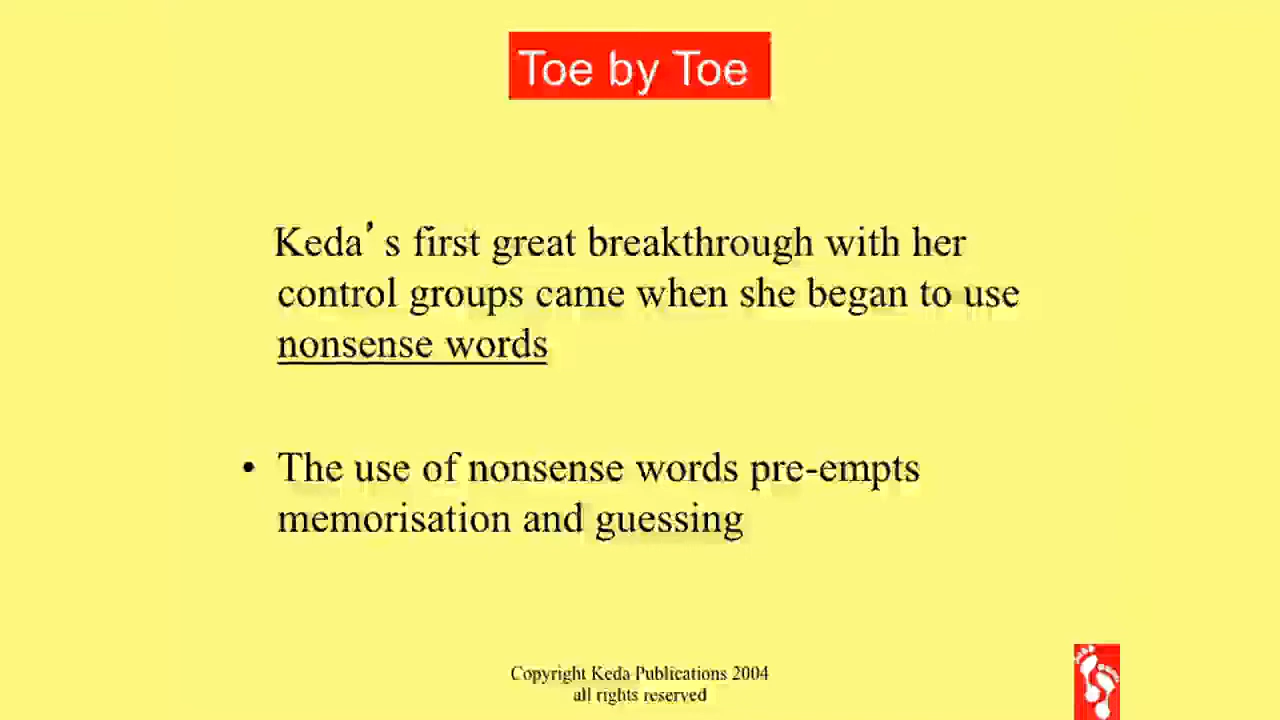 Toe by Toe
Keda’s first great breakthrough with her
control groups came when she began to use
nonsense words
• The use of nonsense words pre-empts
memorisation and guessing
Copyright Keda Publications 2004
all rights reserved